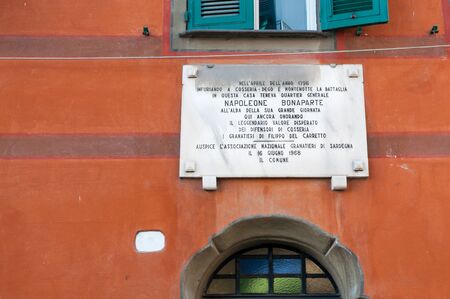 NELL'APRILE DELL'ANNO 1796
INFURIANDO A COSSERIA-DEGO E MONTENOTTE LA BATTAGLIA
IN QUESTA CASA TENEVA QUARTIER GENERALE
NAPOLEONE BONAPARTE
ALL'ALBA DELLA SUA GRANDE GIORNATA
QUI ANCORA ONORANDO
IL LEGGENDARIO VALORE DISPERATO
DEI DIFENSORI DI COSSERIA
I GRANATIERI DI FILIPPO DEL CARRETTO
AUSPICE L'ASSOCIAZIONE NAZIONALE GRANATIERI DI SARDEGNA
IL 16 GIUGNO 1968
IL COMUNE